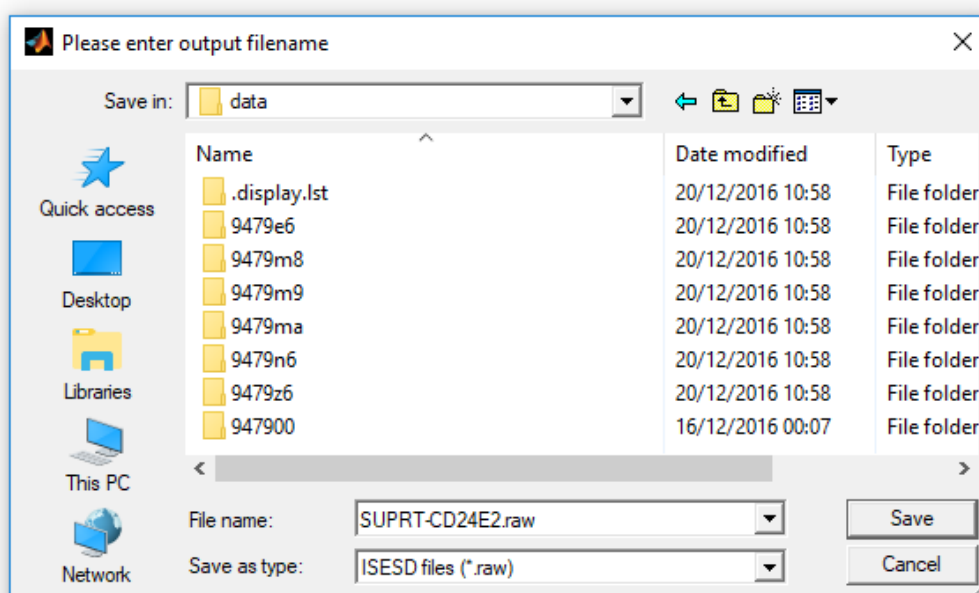 Please enter output filename
Save in: data
Name Date modified Type
.display.lst 20/12/2016 10:58 File folder
9479e6 20/12/2016 10:58 File folder
9479m8 20/12/2016 10:58 File folder
9479m9 20/12/2016 10:58 File folder
9479ma 20/12/2016 10:58 File folder
9479n6 20/12/2016 10:58 File folder
9479z6 20/12/2016 10:58 File folder
947900 16/12/2016 00:07 File folder
Quick access
Desktop
Libraries
This PC
Network
File name: SUPRT-CD24E2.raw Save
Save as type: ISESD files (*.raw) Cancel